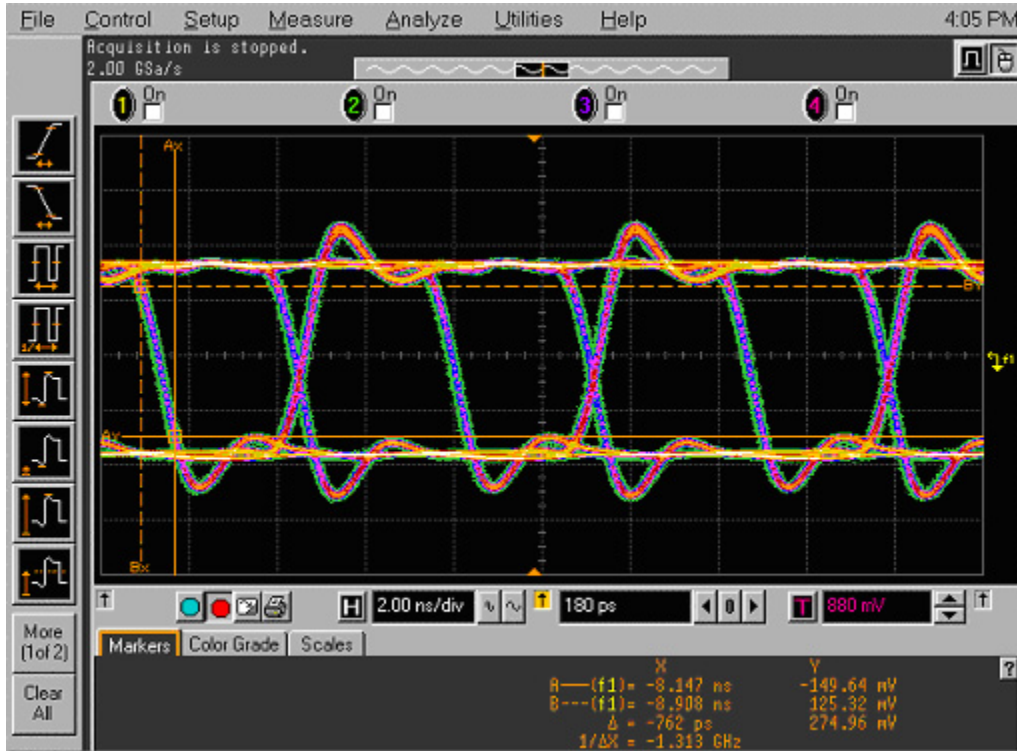 File Control Setup Measure Analyze Utilities Help 4:05 PM
Acquisition is stopped.
2.00 GSa/s
1 On 2 On 3 On 4 On
Ax
By
f1
Ay
Bx
H 2.00 ns/div 180 ps 0 T 880 mV
More
(1of 2)
Clear
All
Markers Color Grade Scales
?
X Y
A——(f1)= -8.147 ns -149.64 mV
B---(f1)= -8.908 ns 125.32 mV
Δ = -762 ps 274.96 mV
1/ΔX = -1.313 GHz